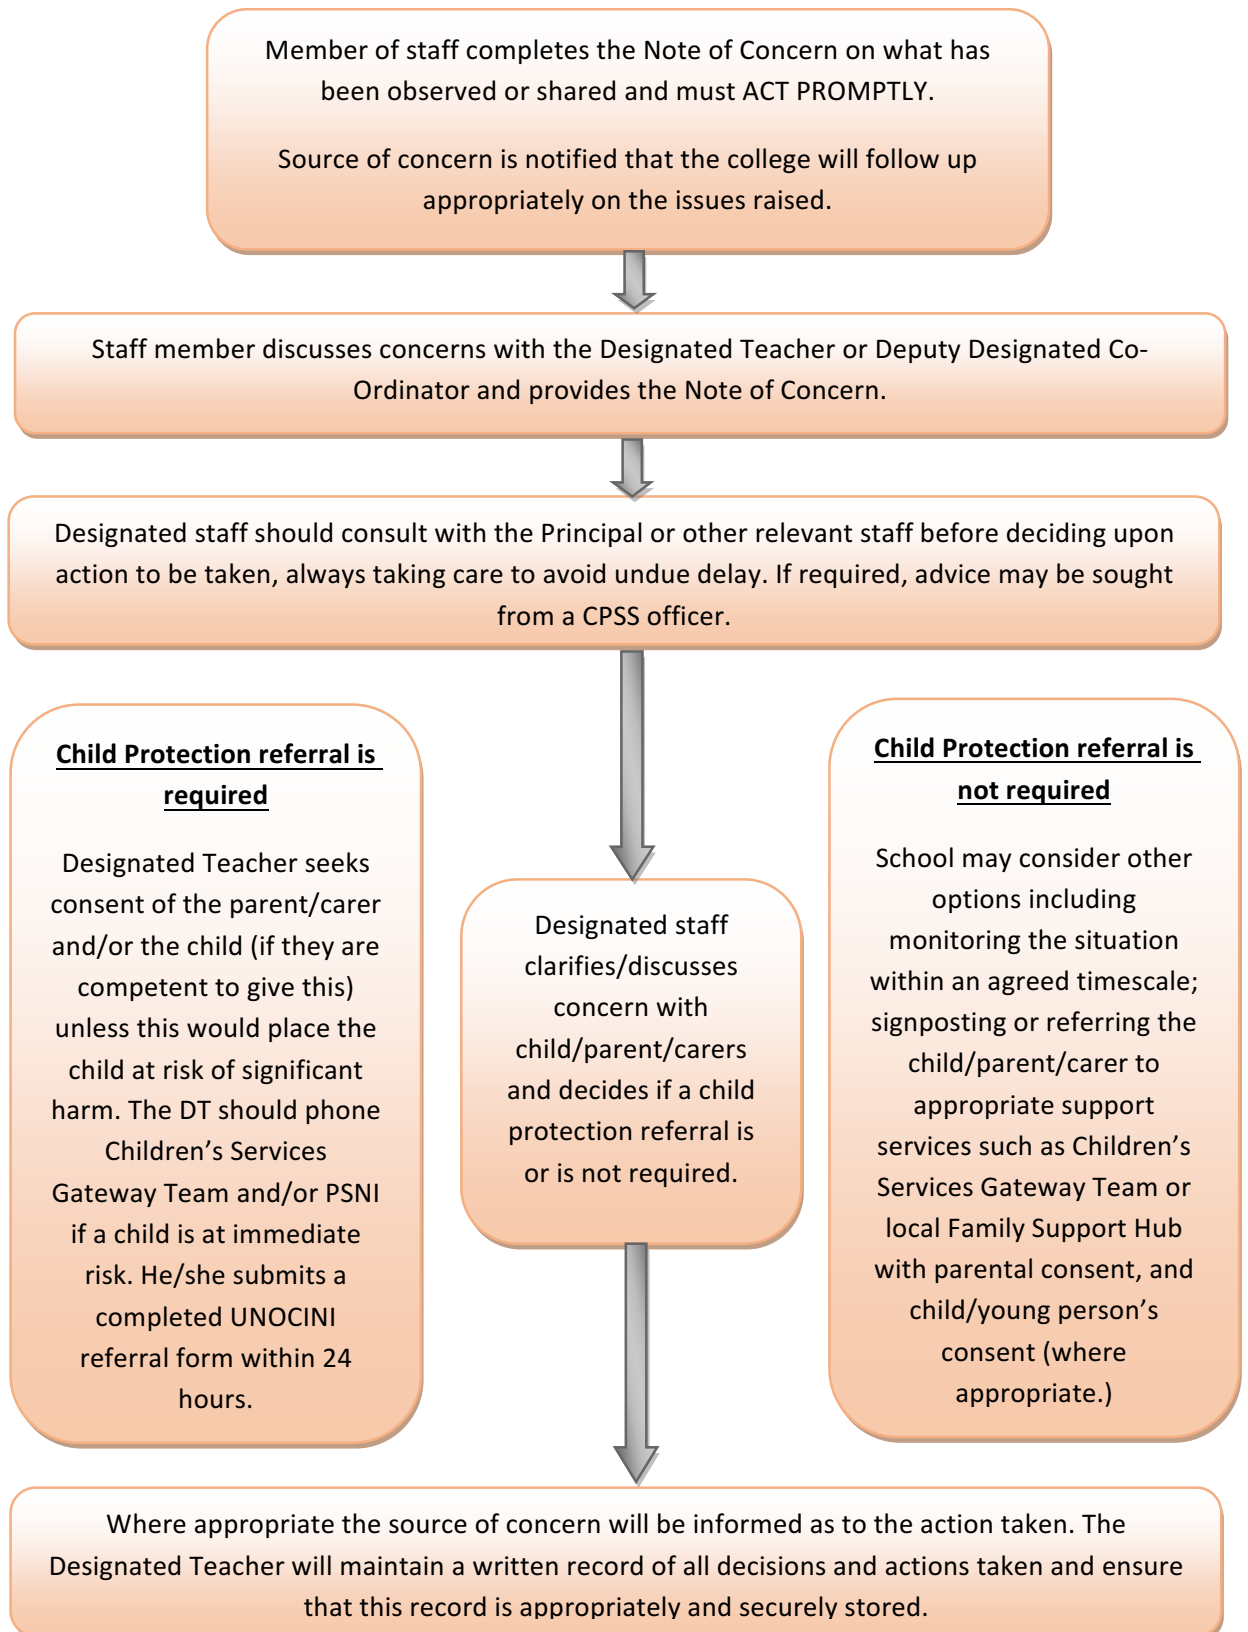 Member of staff completes the Note of Concern on what has
been observed or shared and must ACT PROMPTLY.
Source of concern is notified that the college will follow up
appropriately on the issues raised.
Staff member discusses concerns with the Designated Teacher or Deputy Designated Co-
Ordinator and provides the Note of Concern.
Designated staff should consult with the Principal or other relevant staff before deciding upon
action to be taken, always taking care to avoid undue delay. If required, advice may be sought
from a CPSS officer.
Child Protection referral is
required
Designated Teacher seeks
consent of the parent/carer
and/or the child (if they are
competent to give this)
unless this would place the
child at risk of significant
harm. The DT should phone
Children’s Services
Gateway Team and/or PSNI
if a child is at immediate
risk. He/she submits a
completed UNOCINI
referral form within 24
hours.
Designated staff
clarifies/discusses
concern with
child/parent/carers
and decides if a child
protection referral is
or is not required.
Child Protection referral is
not required
School may consider other
options including
monitoring the situation
within an agreed timescale;
signposting or referring the
child/parent/carer to
appropriate support
services such as Children’s
Services Gateway Team or
local Family Support Hub
with parental consent, and
child/young person’s
consent (where
appropriate.)
Where appropriate the source of concern will be informed as to the action taken. The
Designated Teacher will maintain a written record of all decisions and actions taken and ensure
that this record is appropriately and securely stored.